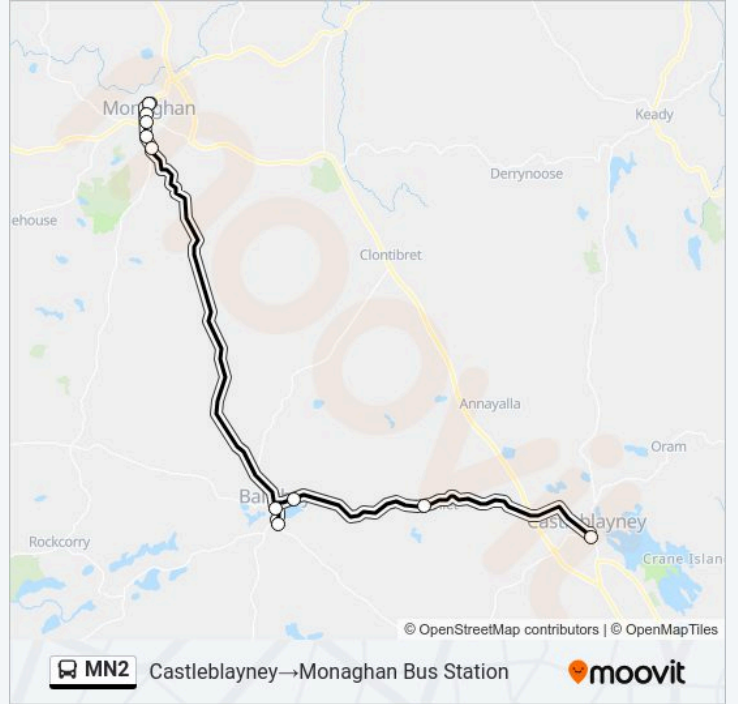 Monaghan
Keady
Derrynoose
ehouse
Clontibret
Annayalla
Oram
Castleblayney
Rockcorry
Crane Islan
© OpenStreetMap contributors | © OpenMapTiles
MN2 Castleblayney→Monaghan Bus Station
moovit